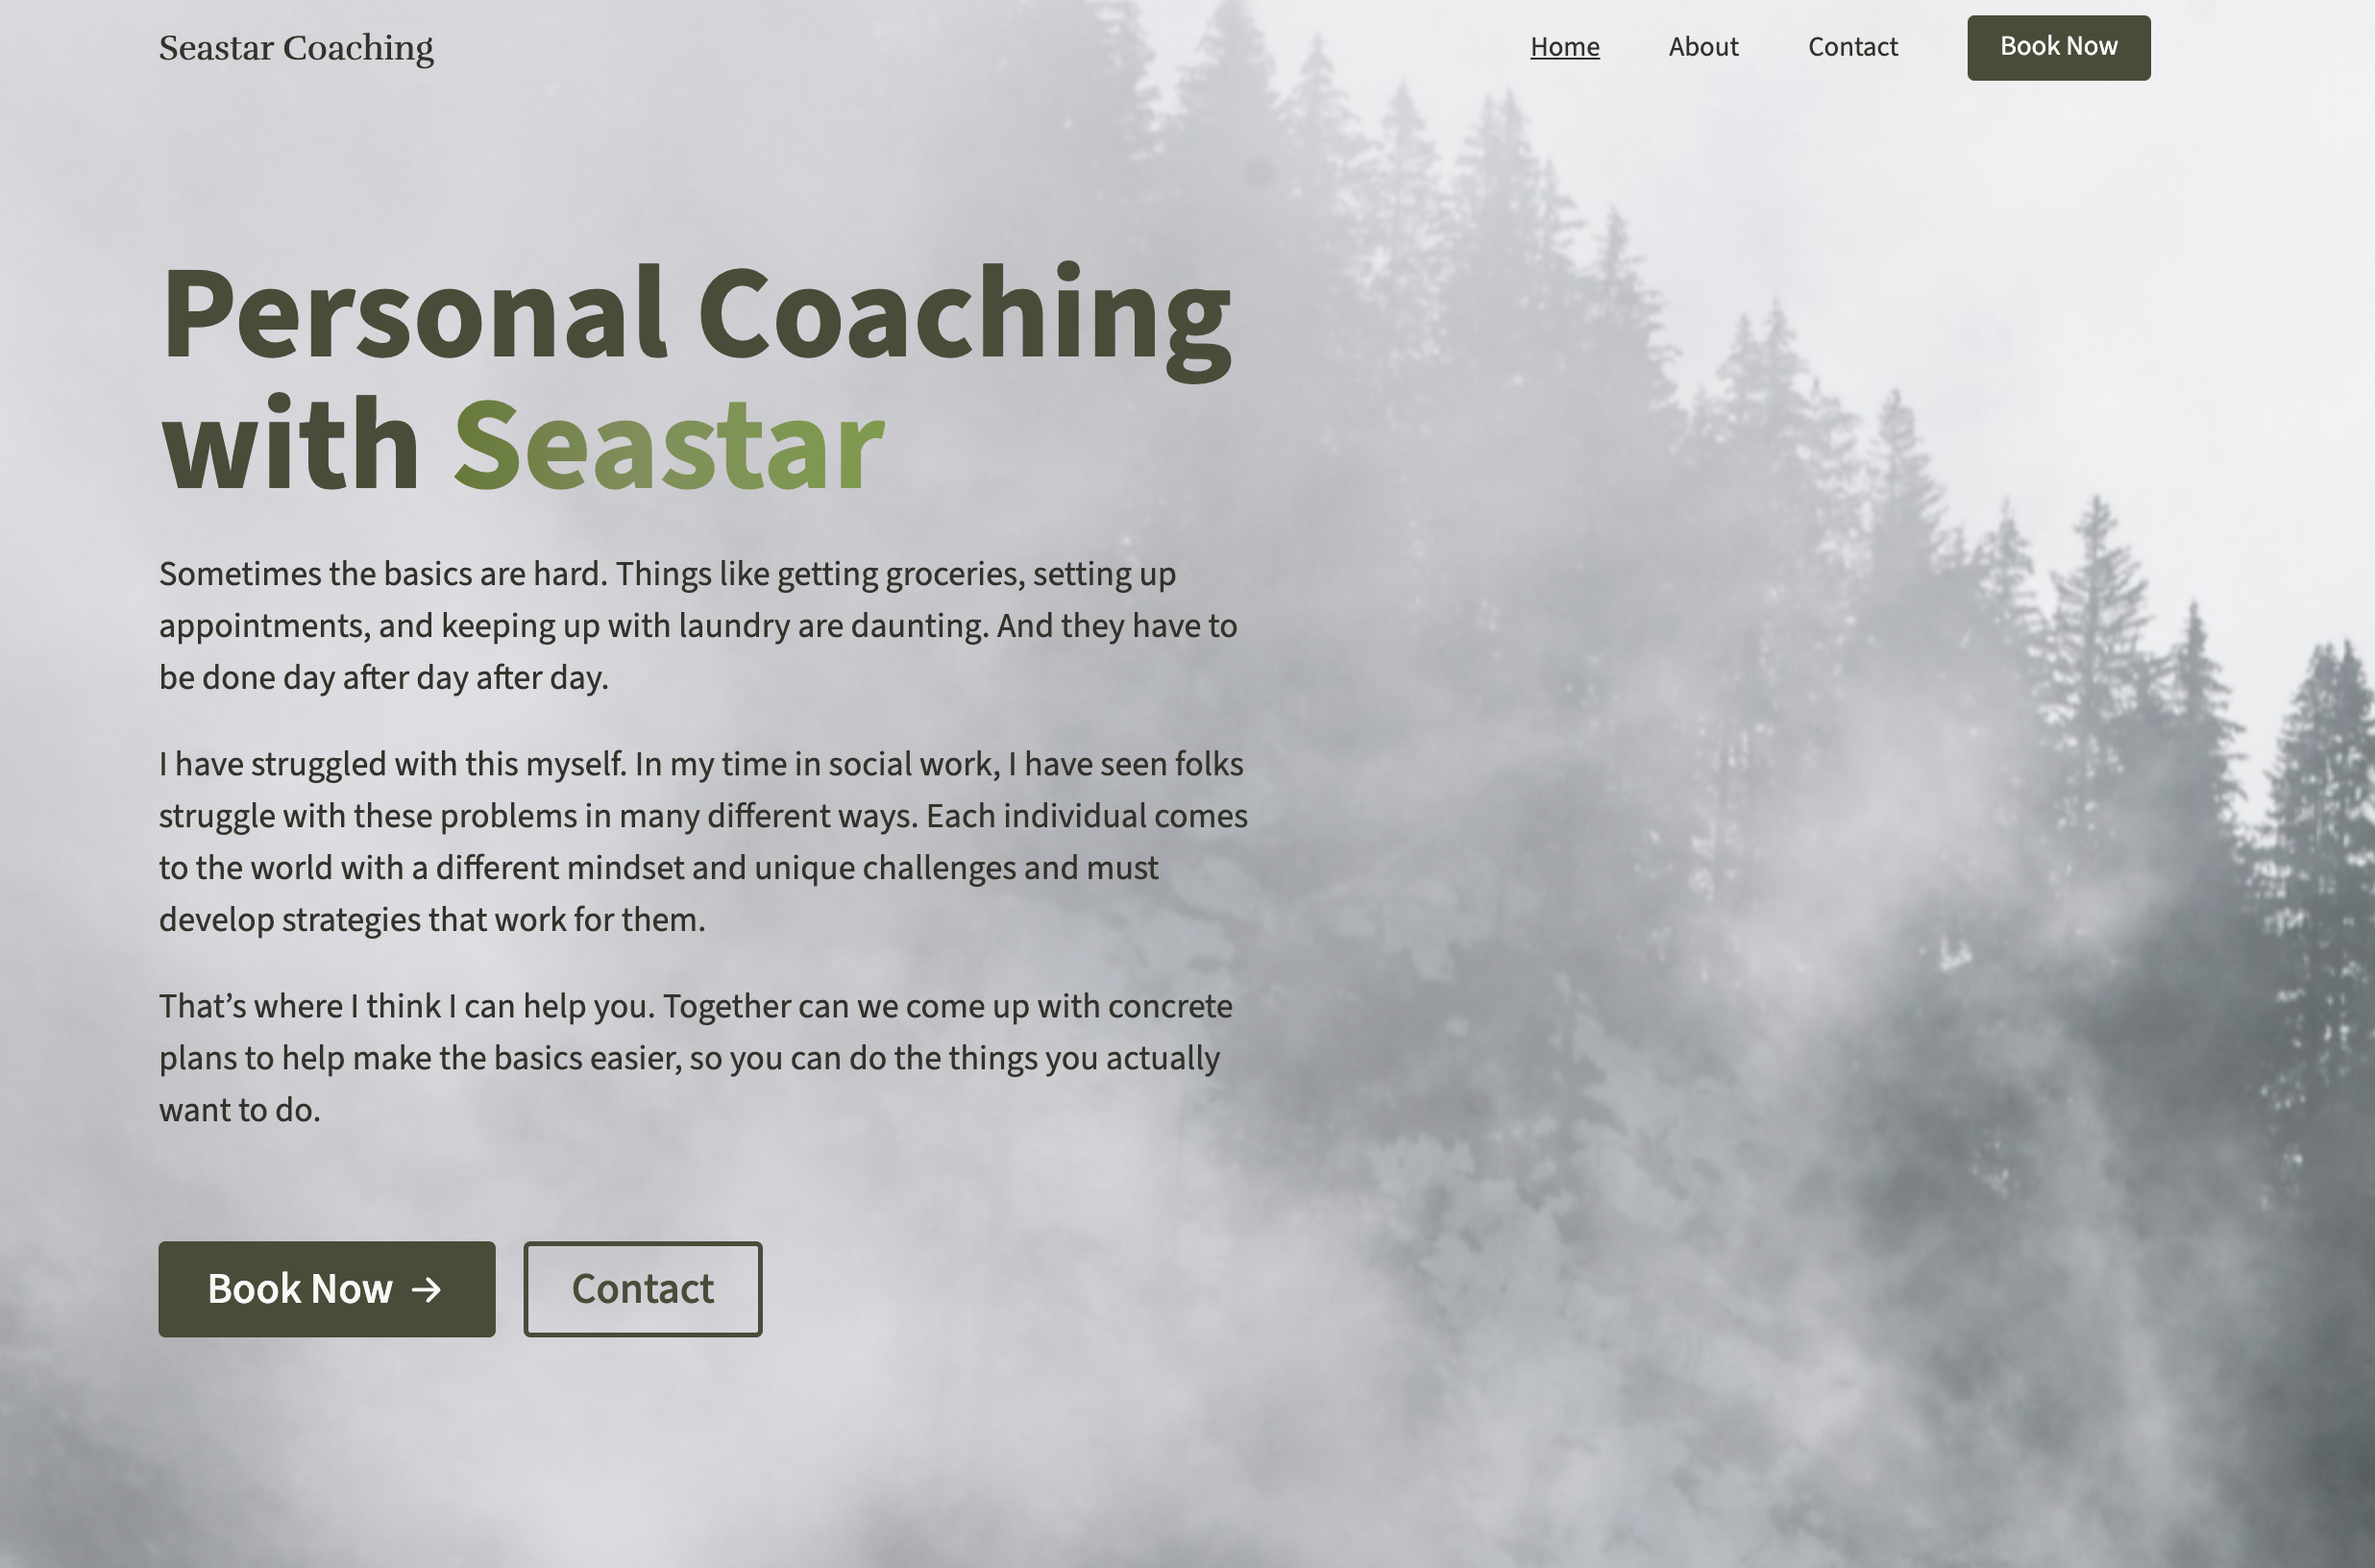 Seastar Coaching
Home About Contact Book Now
Personal Coaching
with Seastar
Sometimes the basics are hard. Things like getting groceries, setting up
appointments, and keeping up with laundry are daunting. And they have to
be done day after day after day.
I have struggled with this myself. In my time in social work, I have seen folks
struggle with these problems in many different ways. Each individual comes
to the world with a different mindset and unique challenges and must
develop strategies that work for them.
That’s where I think I can help you. Together can we come up with concrete
plans to help make the basics easier, so you can do the things you actually
want to do.
Book Now → Contact